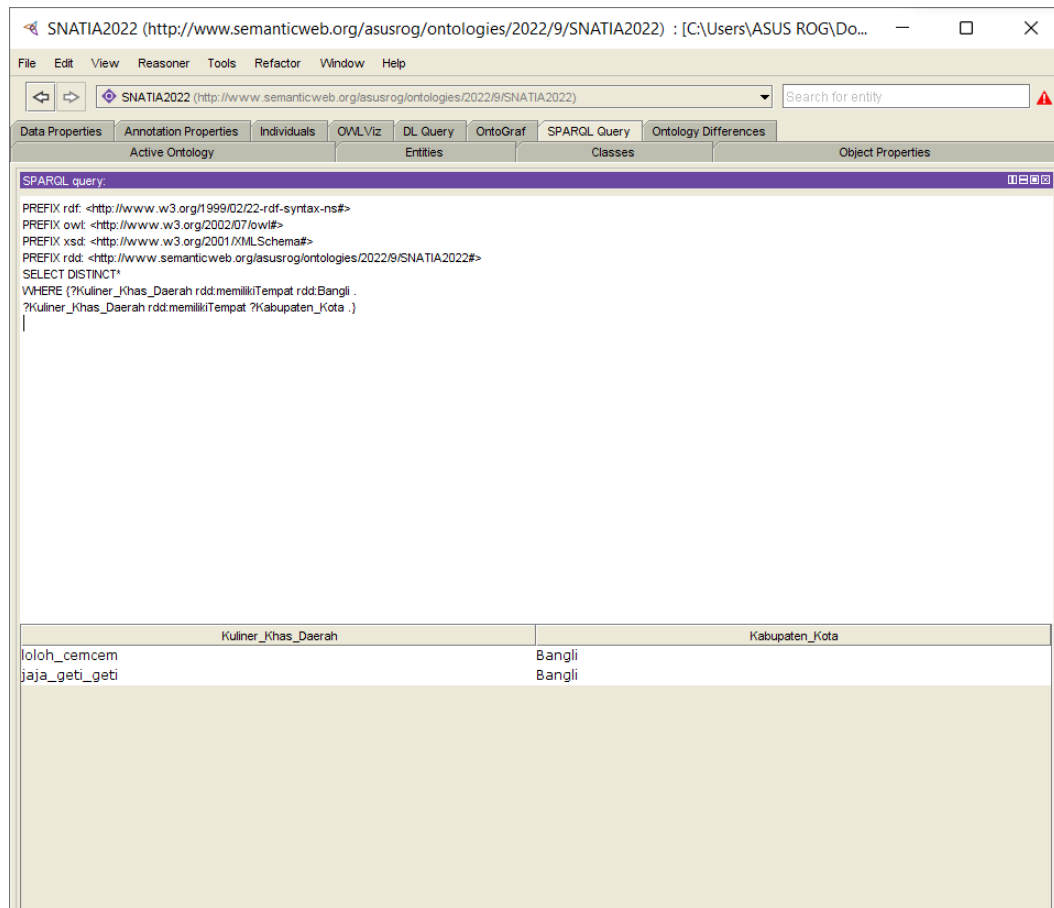 SNATIA2022 (http://www.semanticweb.org/asusrog/ontologies/2022/9/SNATIA2022) : [C:\Users\ASUS ROG\Do...
File Edit View Reasoner Tools Refactor Window Help
SNATIA2022 (http://www.semanticweb.org/asusrog/ontologies/2022/9/SNATIA2022) Search for entity
Data Properties Annotation Properties Individuals OWLViz DL Query OntoGraf SPARQL Query Ontology Differences
Active Ontology Entities Classes Object Properties
SPARQL query:
PREFIX rdf: <http://www.w3.org/1999/02/22-rdf-syntax-ns#>
PREFIX owl: <http://www.w3.org/2002/07/owl#>
PREFIX xsd: <http://www.w3.org/2001/XMLSchema#>
PREFIX rdd: <http://www.semanticweb.org/asusrog/ontologies/2022/9/SNATIA2022#>
SELECT DISTINCT*
WHERE {?Kuliner_Khas_Daerah rdd:memilikiTempat rdd:Bangli .
?Kuliner_Khas_Daerah rdd:memilikiTempat ?Kabupaten_Kota .}
Kuliner_Khas_Daerah Kabupaten_Kota
loloh_cemcem Bangli
jaja_geti_geti Bangli